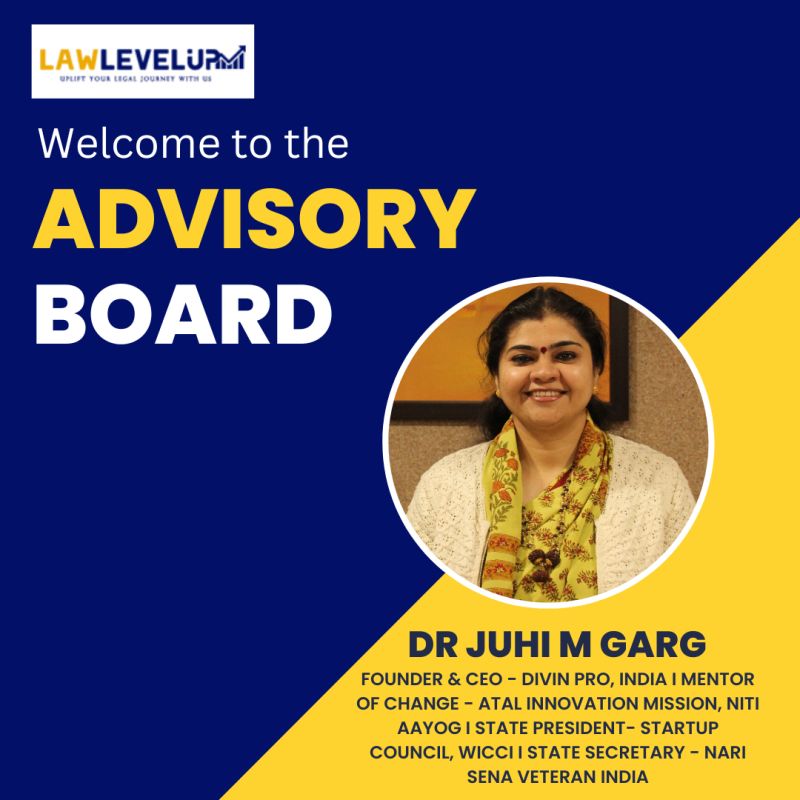 LAWLEVELUP
UPLIFT YOUR LEGAL JOURNEY WITH US
Welcome to the
ADVISORY
BOARD
DR JUHI M GARG
FOUNDER & CEO - DIVIN PRO, INDIA I MENTOR
OF CHANGE - ATAL INNOVATION MISSION, NITI
AAYOG I STATE PRESIDENT- STARTUP
COUNCIL, WICCI I STATE SECRETARY - NARI
SENA VETERAN INDIA